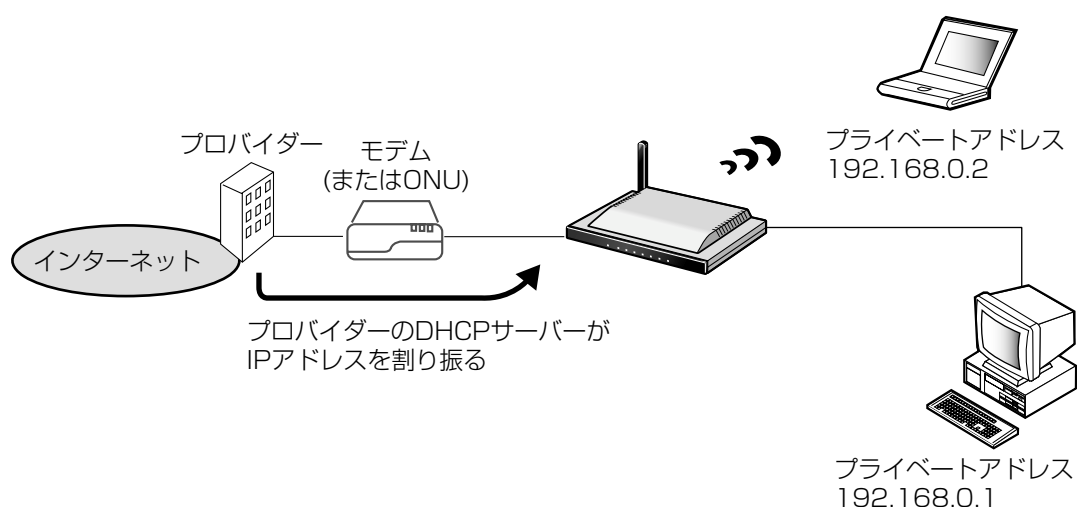 プロバイダー
モデム
(またはONU)
インターネット
プロバイダーのDHCPサーバーが
IPアドレスを割り振る
プライベートアドレス
192.168.0.2
プライベートアドレス
192.168.0.1